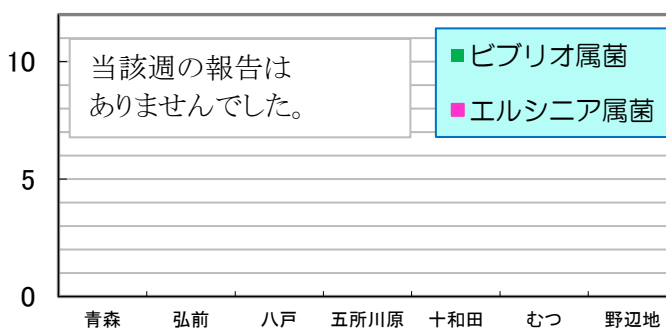 10
5
0
当該週の報告は
ありませんでした。
ビブリオ属菌
エルシニア属菌
青森 弘前 八戸 五所川原 十和田 むつ 野辺地